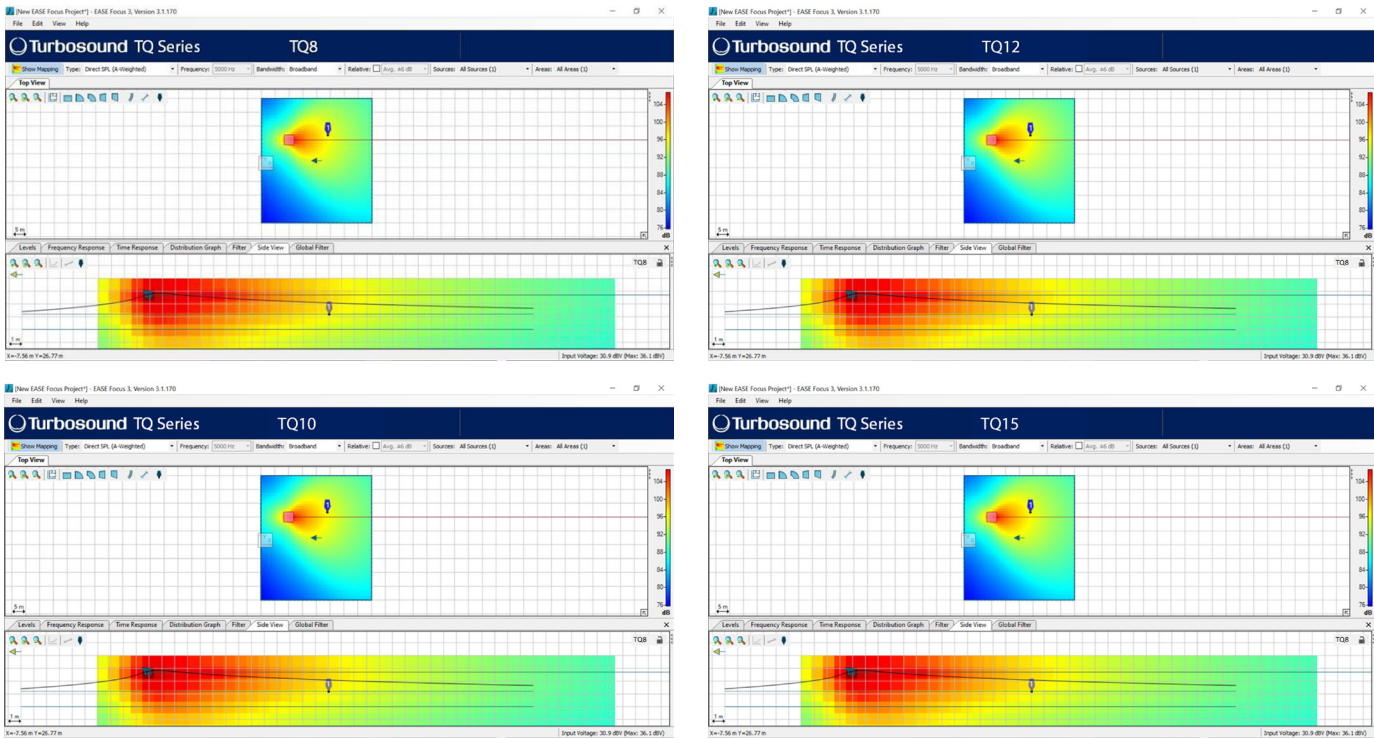 [New EASE Focus Project*] - EASE Focus 3, Version 3.1.170
File Edit View Help
Turbosound TQ Series TQ8
Show Mapping Type: Direct SPL (A-Weighted) Frequency: 5000 Hz Bandwidth: Broadband Relative: Avg. ±6 dB Sources: All Sources (1) Areas: All Areas (1)
Top View
104
100
96
92
88
84
80
76
dB
1
5 m
Levels Frequency Response Time Response Distribution Graph Filter Side View Global Filter
TQ8
1 m
X=-7.56 m Y=26.77 m Input Voltage: 30.9 dBV (Max: 36.1 dBV)
[New EASE Focus Project*] - EASE Focus 3, Version 3.1.170
File Edit View Help
Turbosound TQ Series TQ12
Show Mapping Type: Direct SPL (A-Weighted) Frequency: 5000 Hz Bandwidth: Broadband Relative: Avg. ±6 dB Sources: All Sources (1) Areas: All Areas (1)
Top View
104
100
96
92
88
84
80
76
dB
1
5 m
Levels Frequency Response Time Response Distribution Graph Filter Side View Global Filter
TQ8
1 m
X=-7.56 m Y=26.77 m Input Voltage: 30.9 dBV (Max: 36.1 dBV)
[New EASE Focus Project*] - EASE Focus 3, Version 3.1.170
File Edit View Help
Turbosound TQ Series TQ10
Show Mapping Type: Direct SPL (A-Weighted) Frequency: 5000 Hz Bandwidth: Broadband Relative: Avg. ±6 dB Sources: All Sources (1) Areas: All Areas (1)
Top View
104
100
96
92
88
84
80
76
dB
1
5 m
Levels Frequency Response Time Response Distribution Graph Filter Side View Global Filter
TQ8
1 m
X=-7.56 m Y=26.77 m Input Voltage: 30.9 dBV (Max: 36.1 dBV)
[New EASE Focus Project*] - EASE Focus 3, Version 3.1.170
File Edit View Help
Turbosound TQ Series TQ15
Show Mapping Type: Direct SPL (A-Weighted) Frequency: 5000 Hz Bandwidth: Broadband Relative: Avg. ±6 dB Sources: All Sources (1) Areas: All Areas (1)
Top View
104
100
96
92
88
84
80
76
dB
1
5 m
Levels Frequency Response Time Response Distribution Graph Filter Side View Global Filter
TQ8
1 m
X=-7.56 m Y=26.77 m Input Voltage: 30.9 dBV (Max: 36.1 dBV)